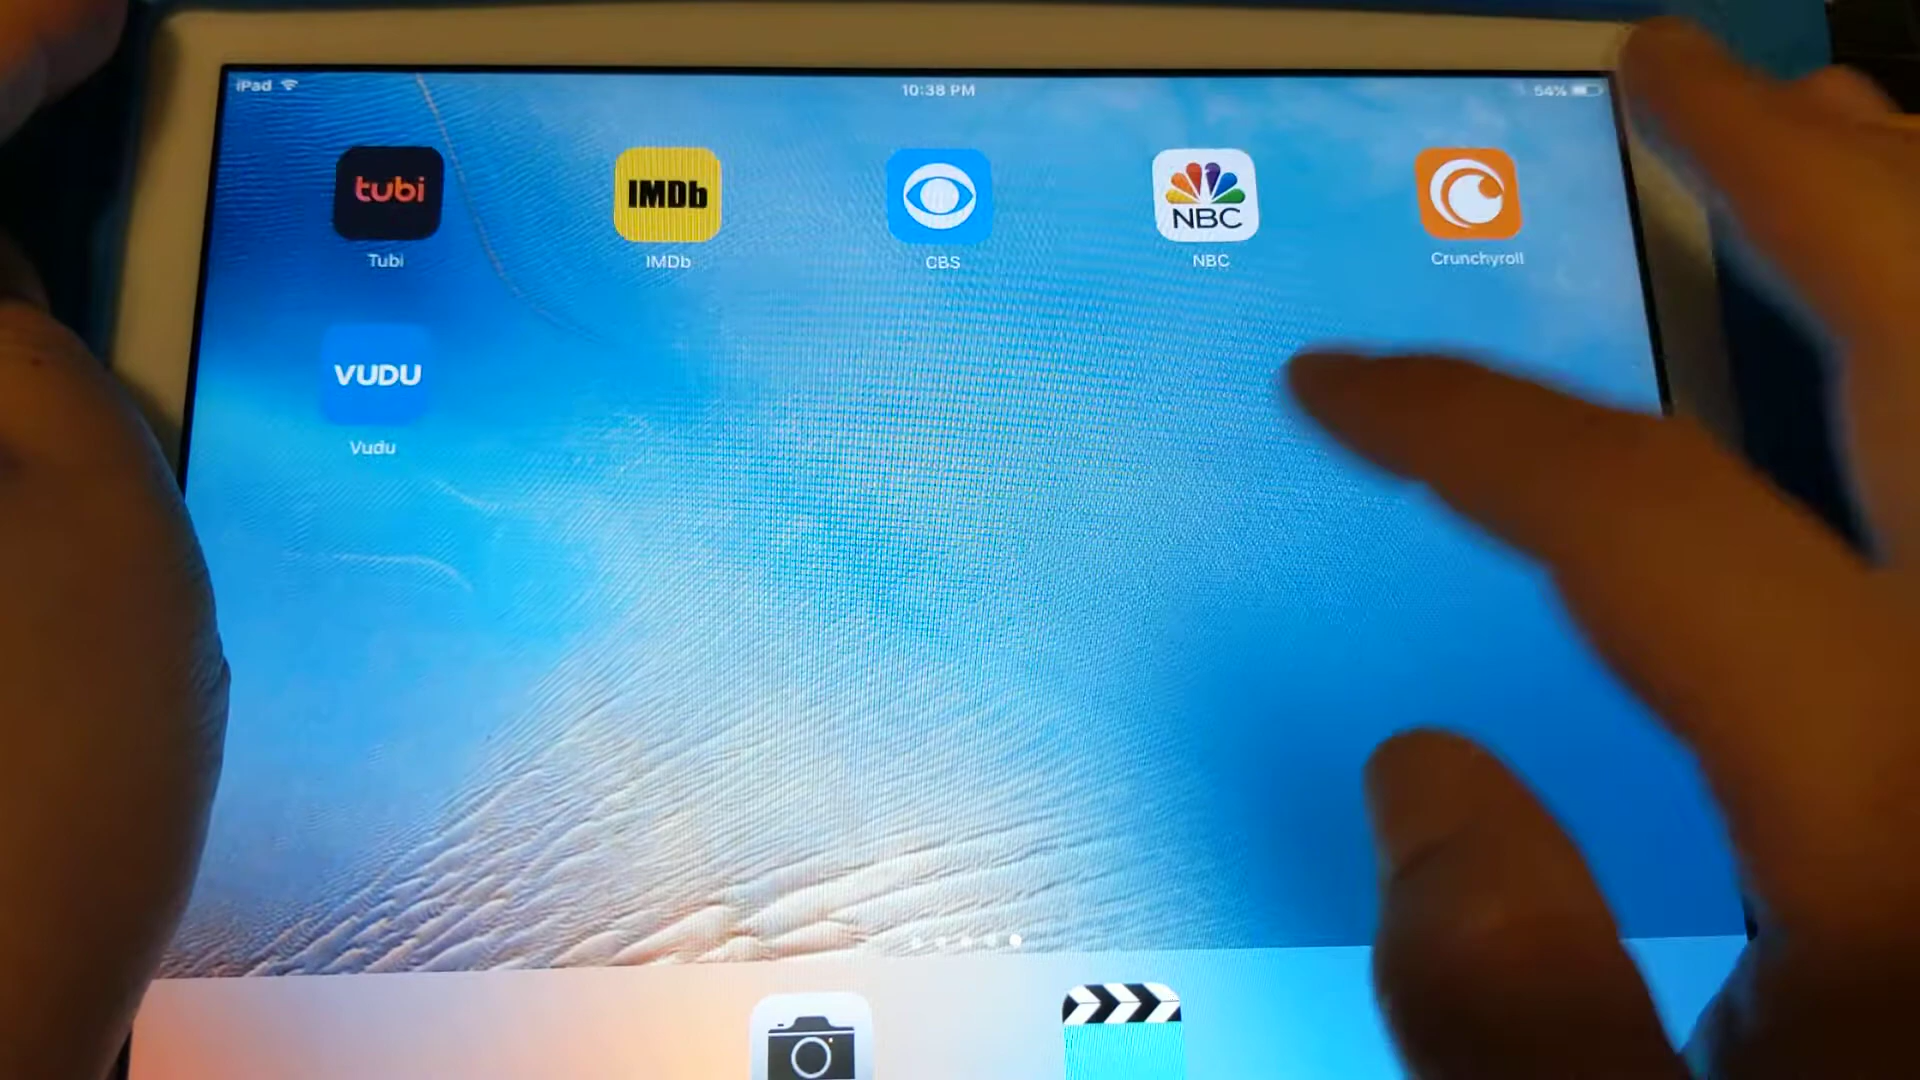 iPad
10:38 PM
54%
tubi
IMDb
NBC
Tubi
IMDb
CBS
NBC
Crunchyroll
VUDU
Vudu